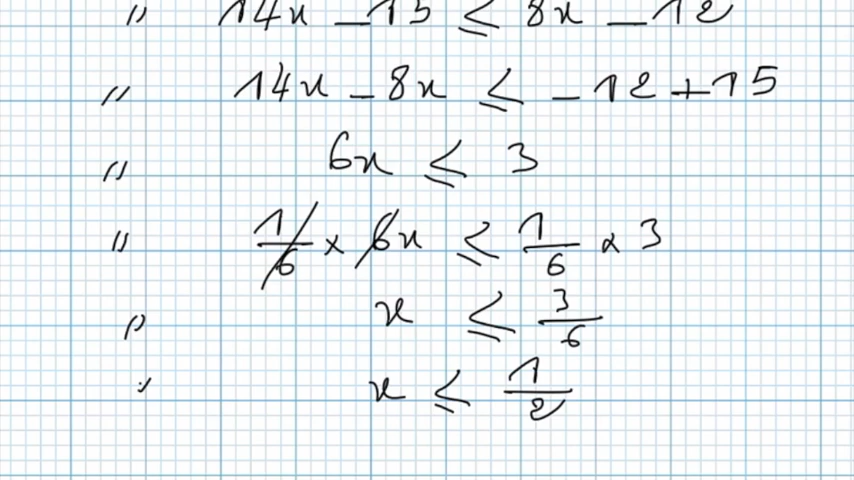 " 14x - 15 ≤ 8x - 12
" 14x - 8x ≤ - 12 + 15
" 6x ≤ 3
" 1/6 × 6x ≤ 1/6 × 3
" x ≤ 3/6
" x ≤ 1/2